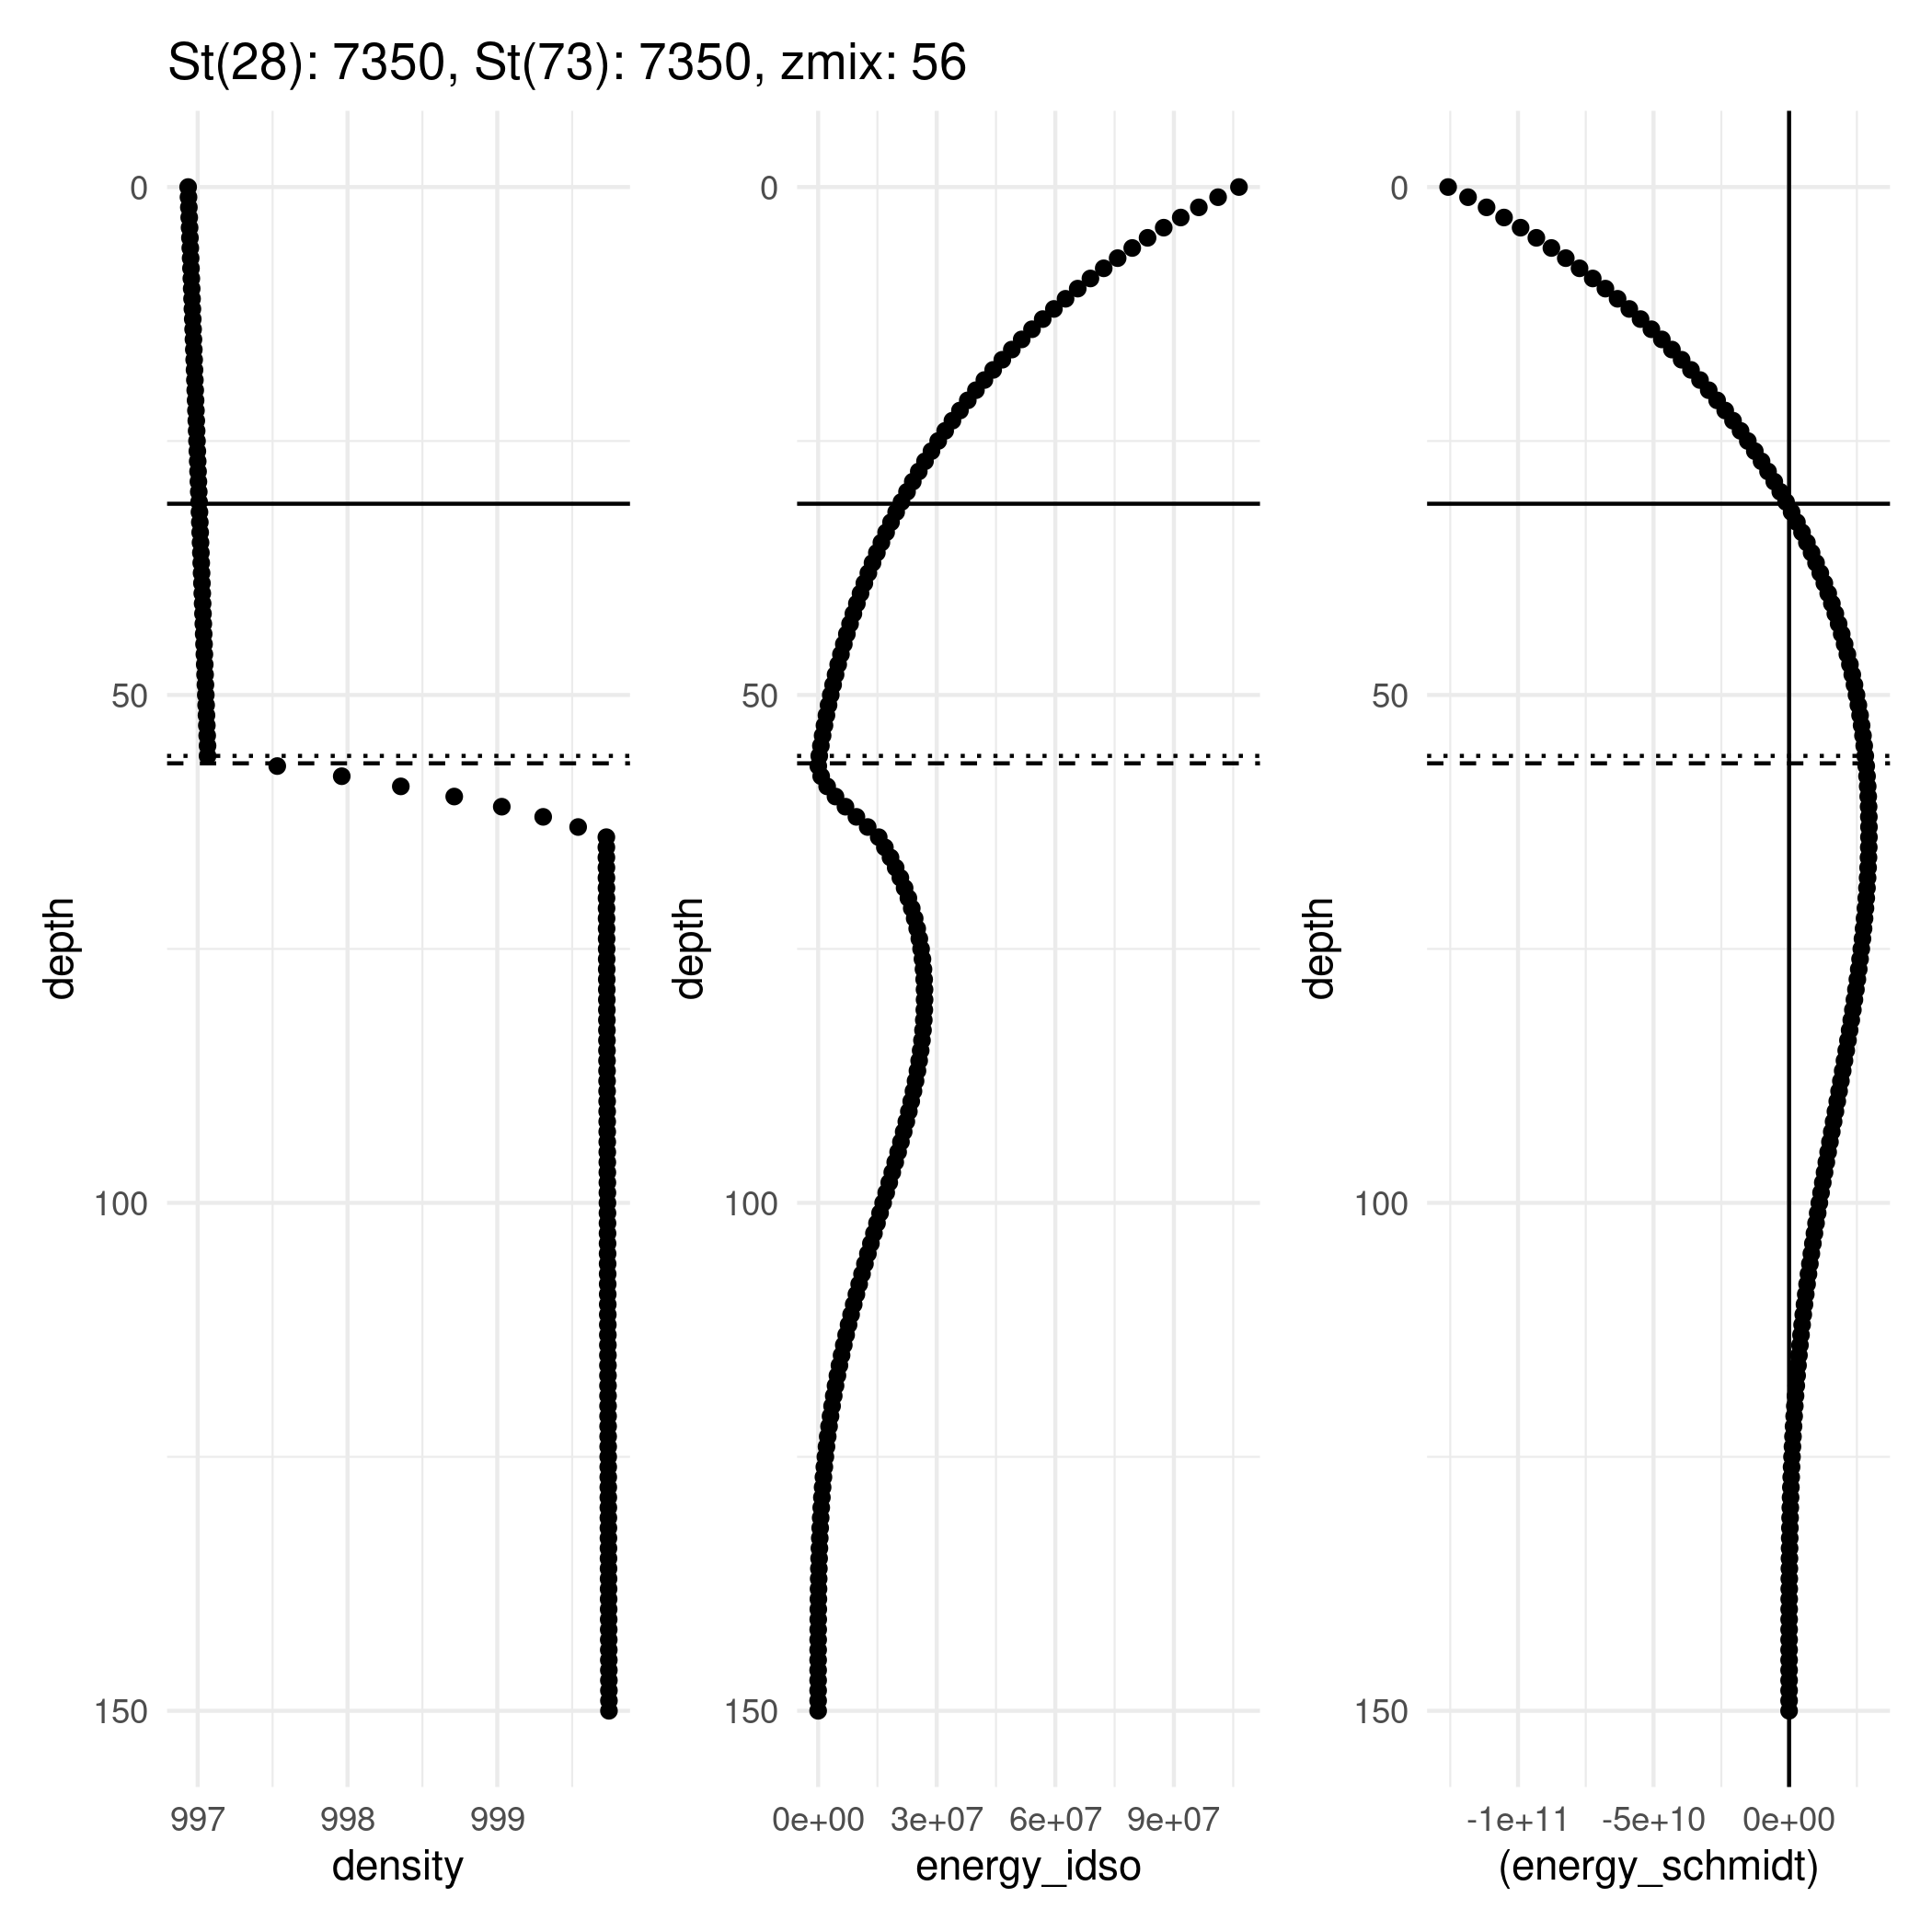 St(28): 7350, St(73): 7350, zmix: 56
depth
0
50
100
150
997
998
999
density
depth
0
50
100
150
0e+00
3e+07
6e+07
9e+07
energy_idso
depth
0
50
100
150
-1e+11
-5e+10
0e+00
(energy_schmidt)